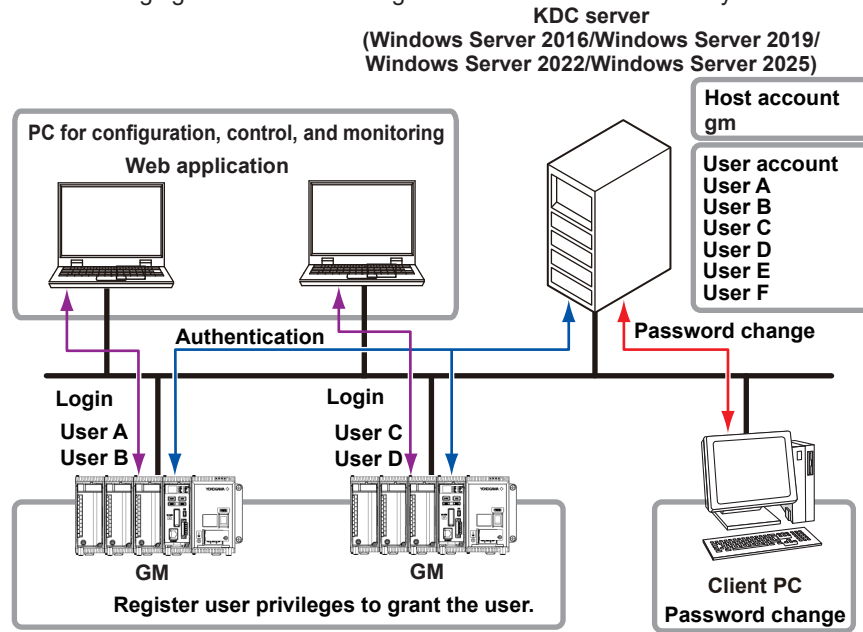 KDC server
(Windows Server 2016/Windows Server 2019/
Windows Server 2022/Windows Server 2025)
Host account
gm
PC for configuration, control, and monitoring
Web application
User account
User A
User B
User C
User D
User E
User F
Authentication
Password change
Login
User A
User B
Login
User C
User D
YOKOGAWA
YOKOGAWA
GM
GM
Register user privileges to grant the user.
Client PC
Password change